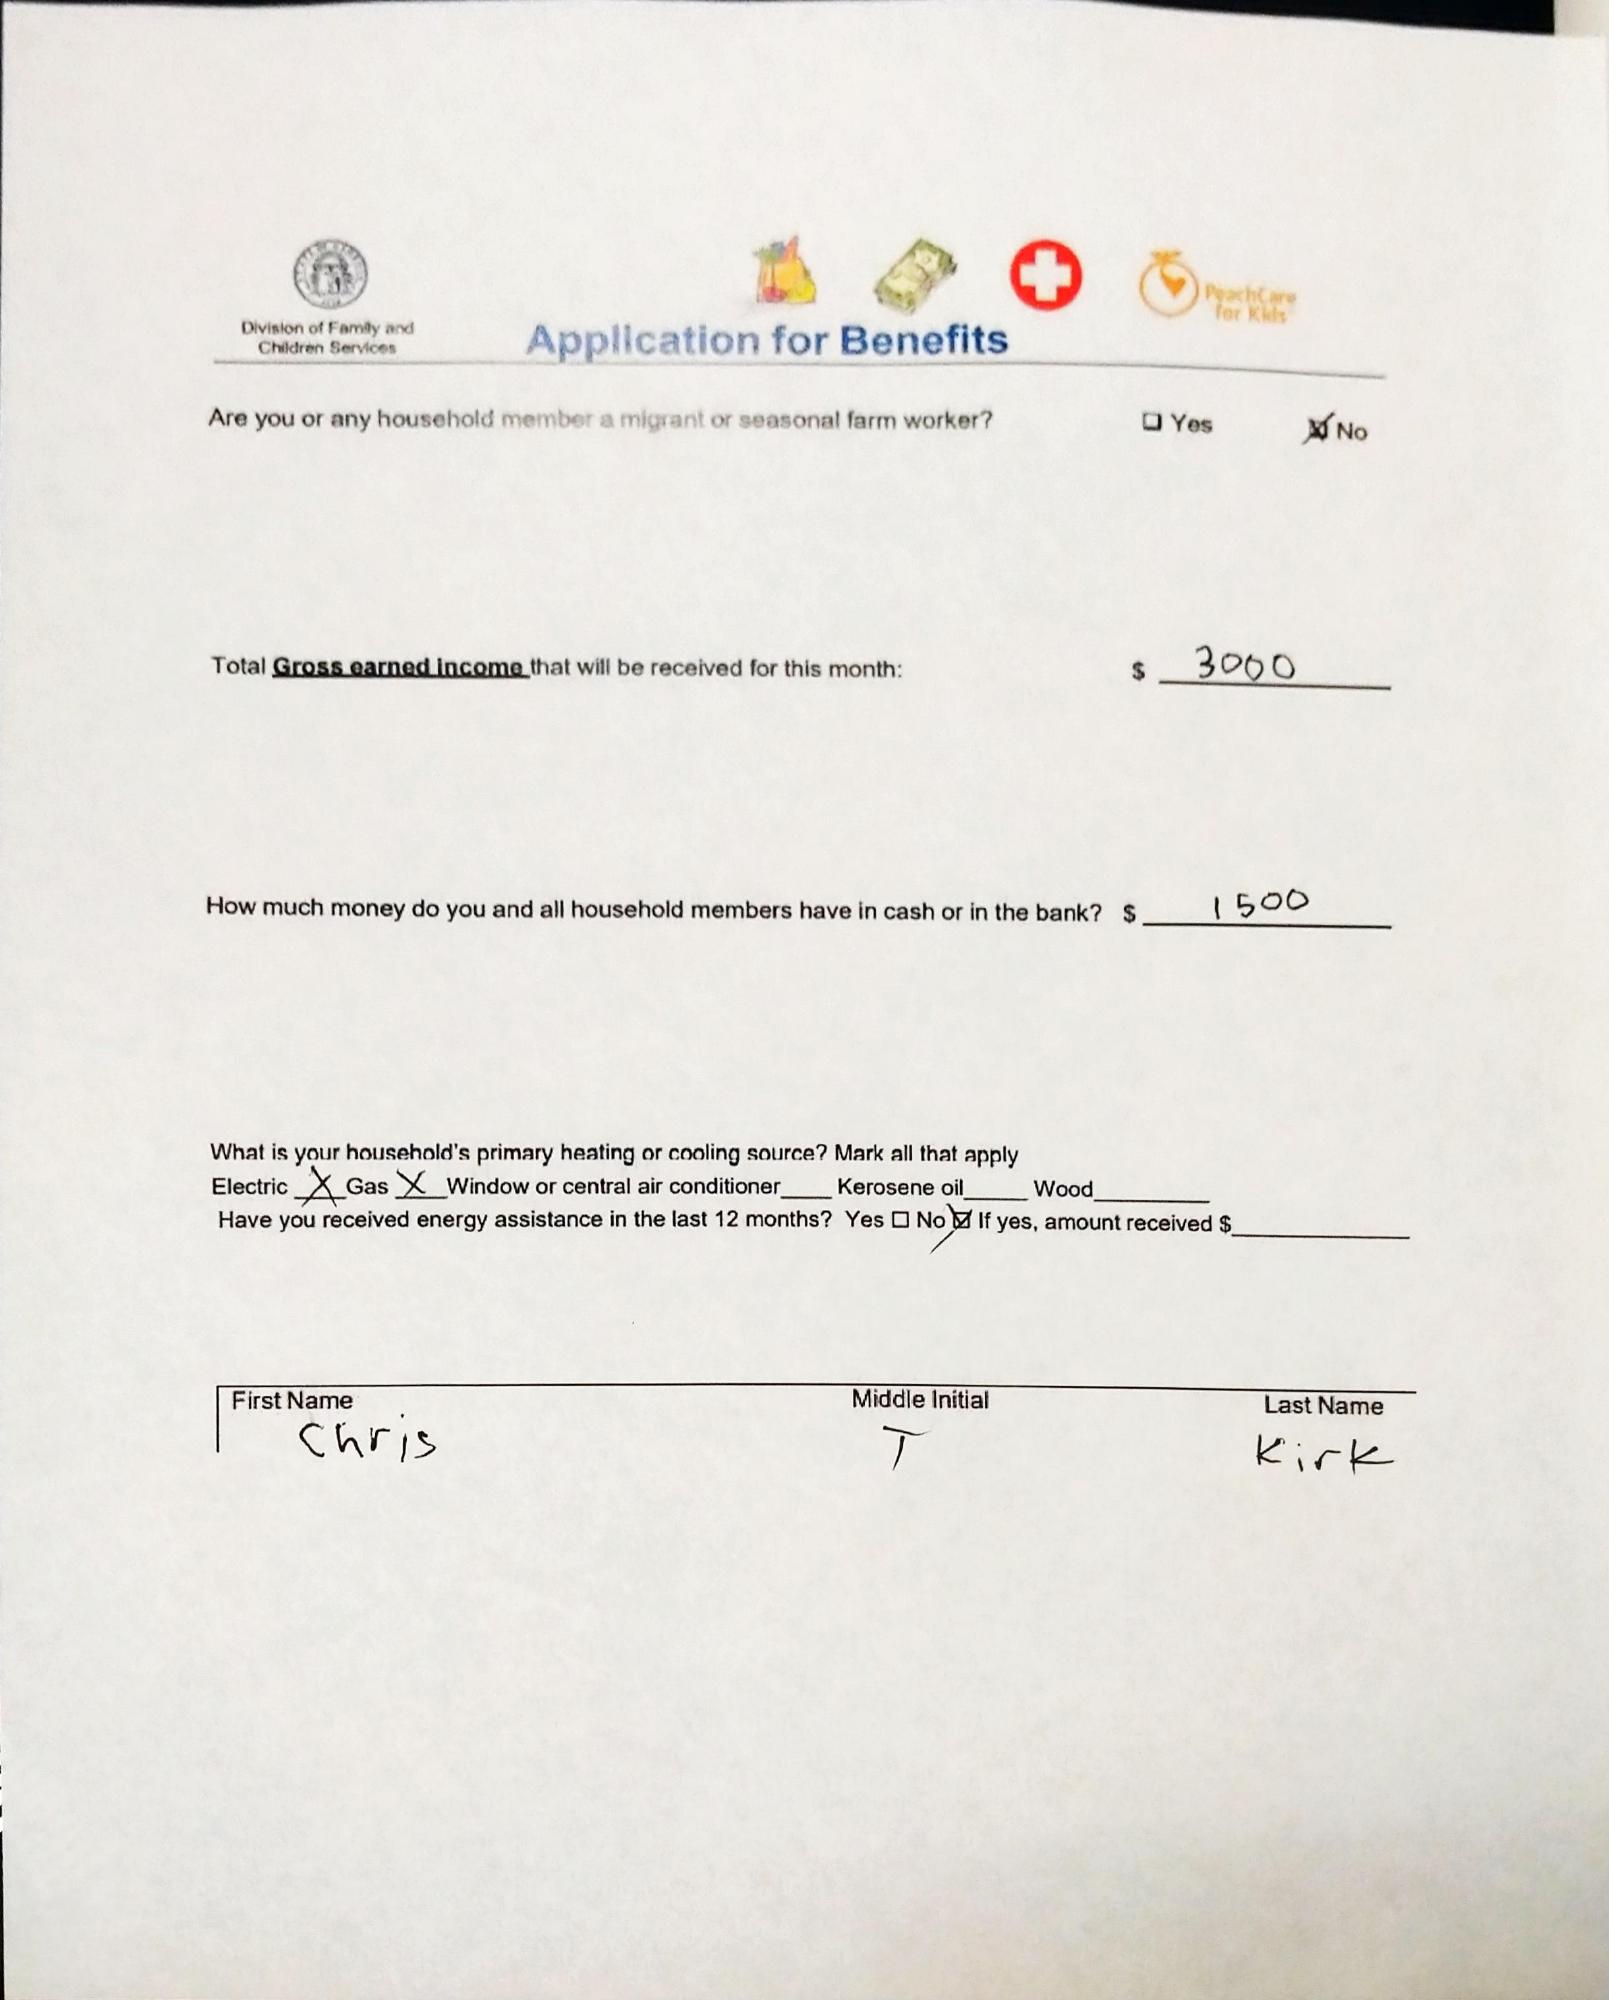 Division of Family and
Children Services
Application for Benefits
PeachCare
for Kids
Are you or any household member a migrant or seasonal farm worker? ☐ Yes ☒ No
Total Gross earned income that will be received for this month: $ 3000
How much money do you and all household members have in cash or in the bank? $ 1500
What is your household's primary heating or cooling source? Mark all that apply
Electric X Gas X Window or central air conditioner____ Kerosene oil____ Wood____
Have you received energy assistance in the last 12 months? Yes ☐ No ☒ If yes, amount received $____
First Name Middle Initial Last Name
Chris T Kirk